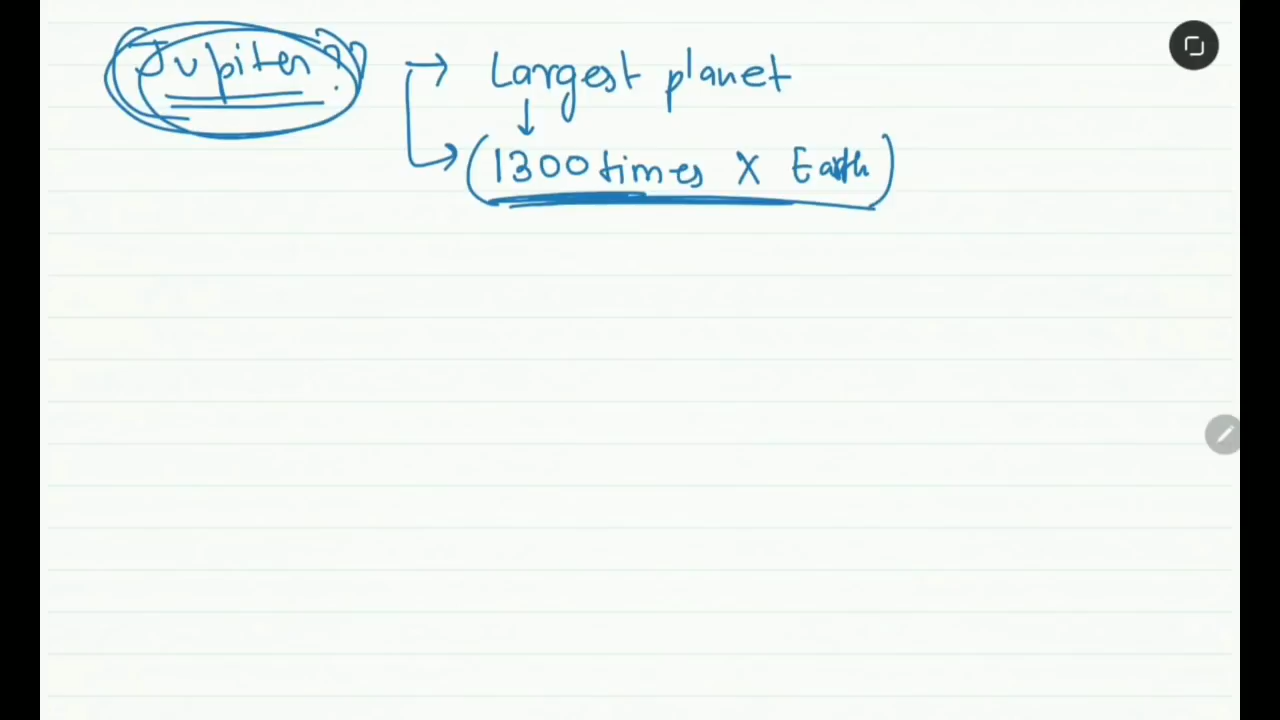 Jupiter ? → Largest planet
↓
→ (1300 times X Earth)